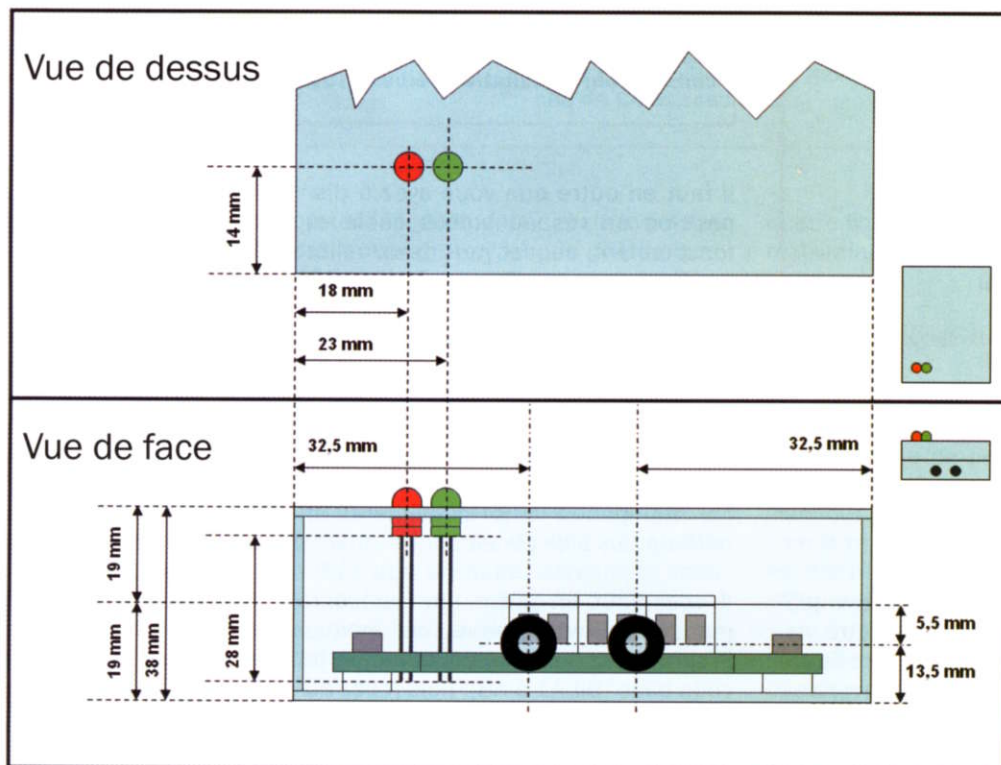 Vue de dessus
14 mm
18 mm
23 mm
Vue de face
32,5 mm
32,5 mm
19 mm
19 mm
38 mm
28 mm
5,5 mm
13,5 mm